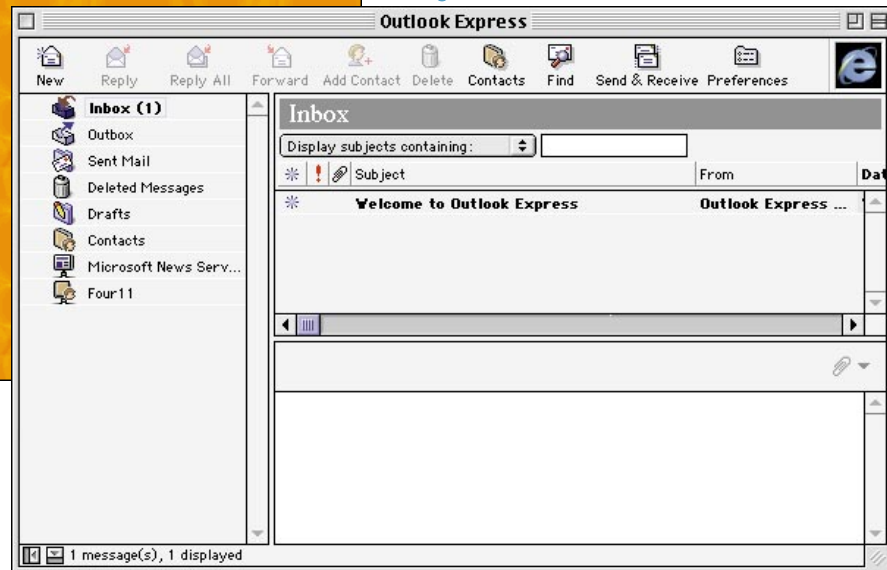 Outlook Express
New Reply Reply All Forward Add Contact Delete Contacts Find Send & Receive Preferences
Inbox (1)
Outbox
Sent Mail
Deleted Messages
Drafts
Contacts
Microsoft News Serv...
Four11
Inbox
Display subjects containing:
Subject From Dat
Welcome to Outlook Express Outlook Express ...
1 message(s), 1 displayed